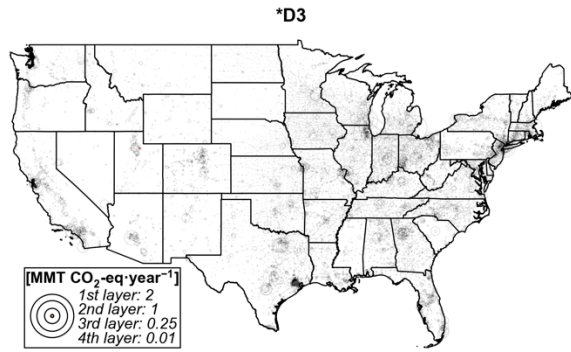 *D3
[MMT CO₂-eq·year⁻¹]
1st layer: 2
2nd layer: 1
3rd layer: 0.25
4th layer: 0.01